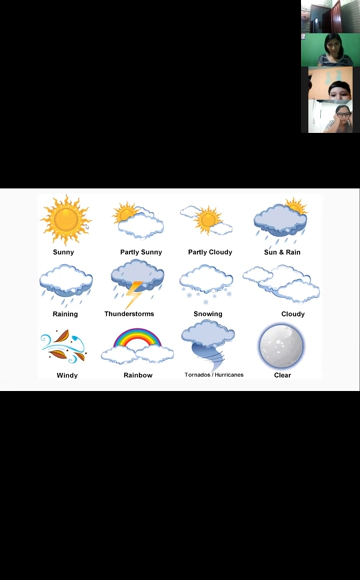 Sunny Partly Sunny Partly Cloudy Sun & Rain
Raining Thunderstorms Snowing Cloudy
Windy Rainbow Tornados / Hurricanes Clear